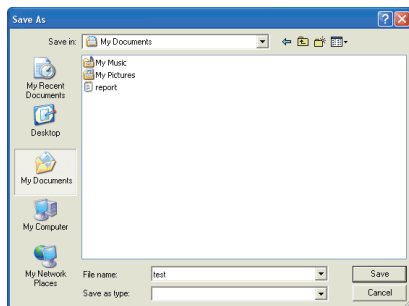 Save As
Save in:
My Documents
My Recent
Documents
Desktop
My Documents
My Computer
My Network
Places
My Music
My Pictures
report
File name:
test
Save
Save as type:
Cancel